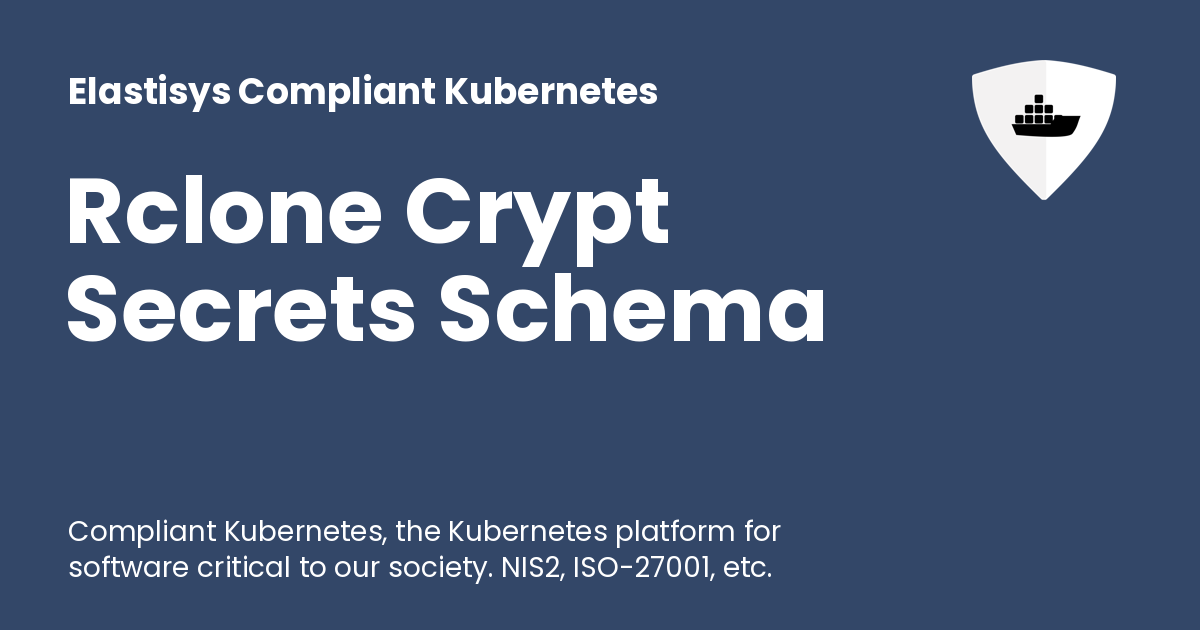 Elastisys Compliant Kubernetes
Rclone Crypt
Secrets Schema
Compliant Kubernetes, the Kubernetes platform for
software critical to our society. NIS2, ISO-27001, etc.